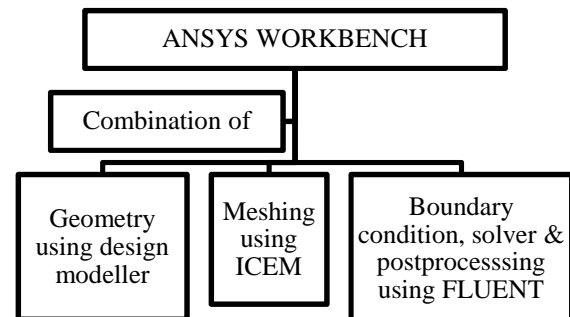 ANSYS WORKBENCH
Combination of
Geometry
using design
modeller
Meshing
using
ICEM
Boundary
condition, solver &
postprocesssing
using FLUENT